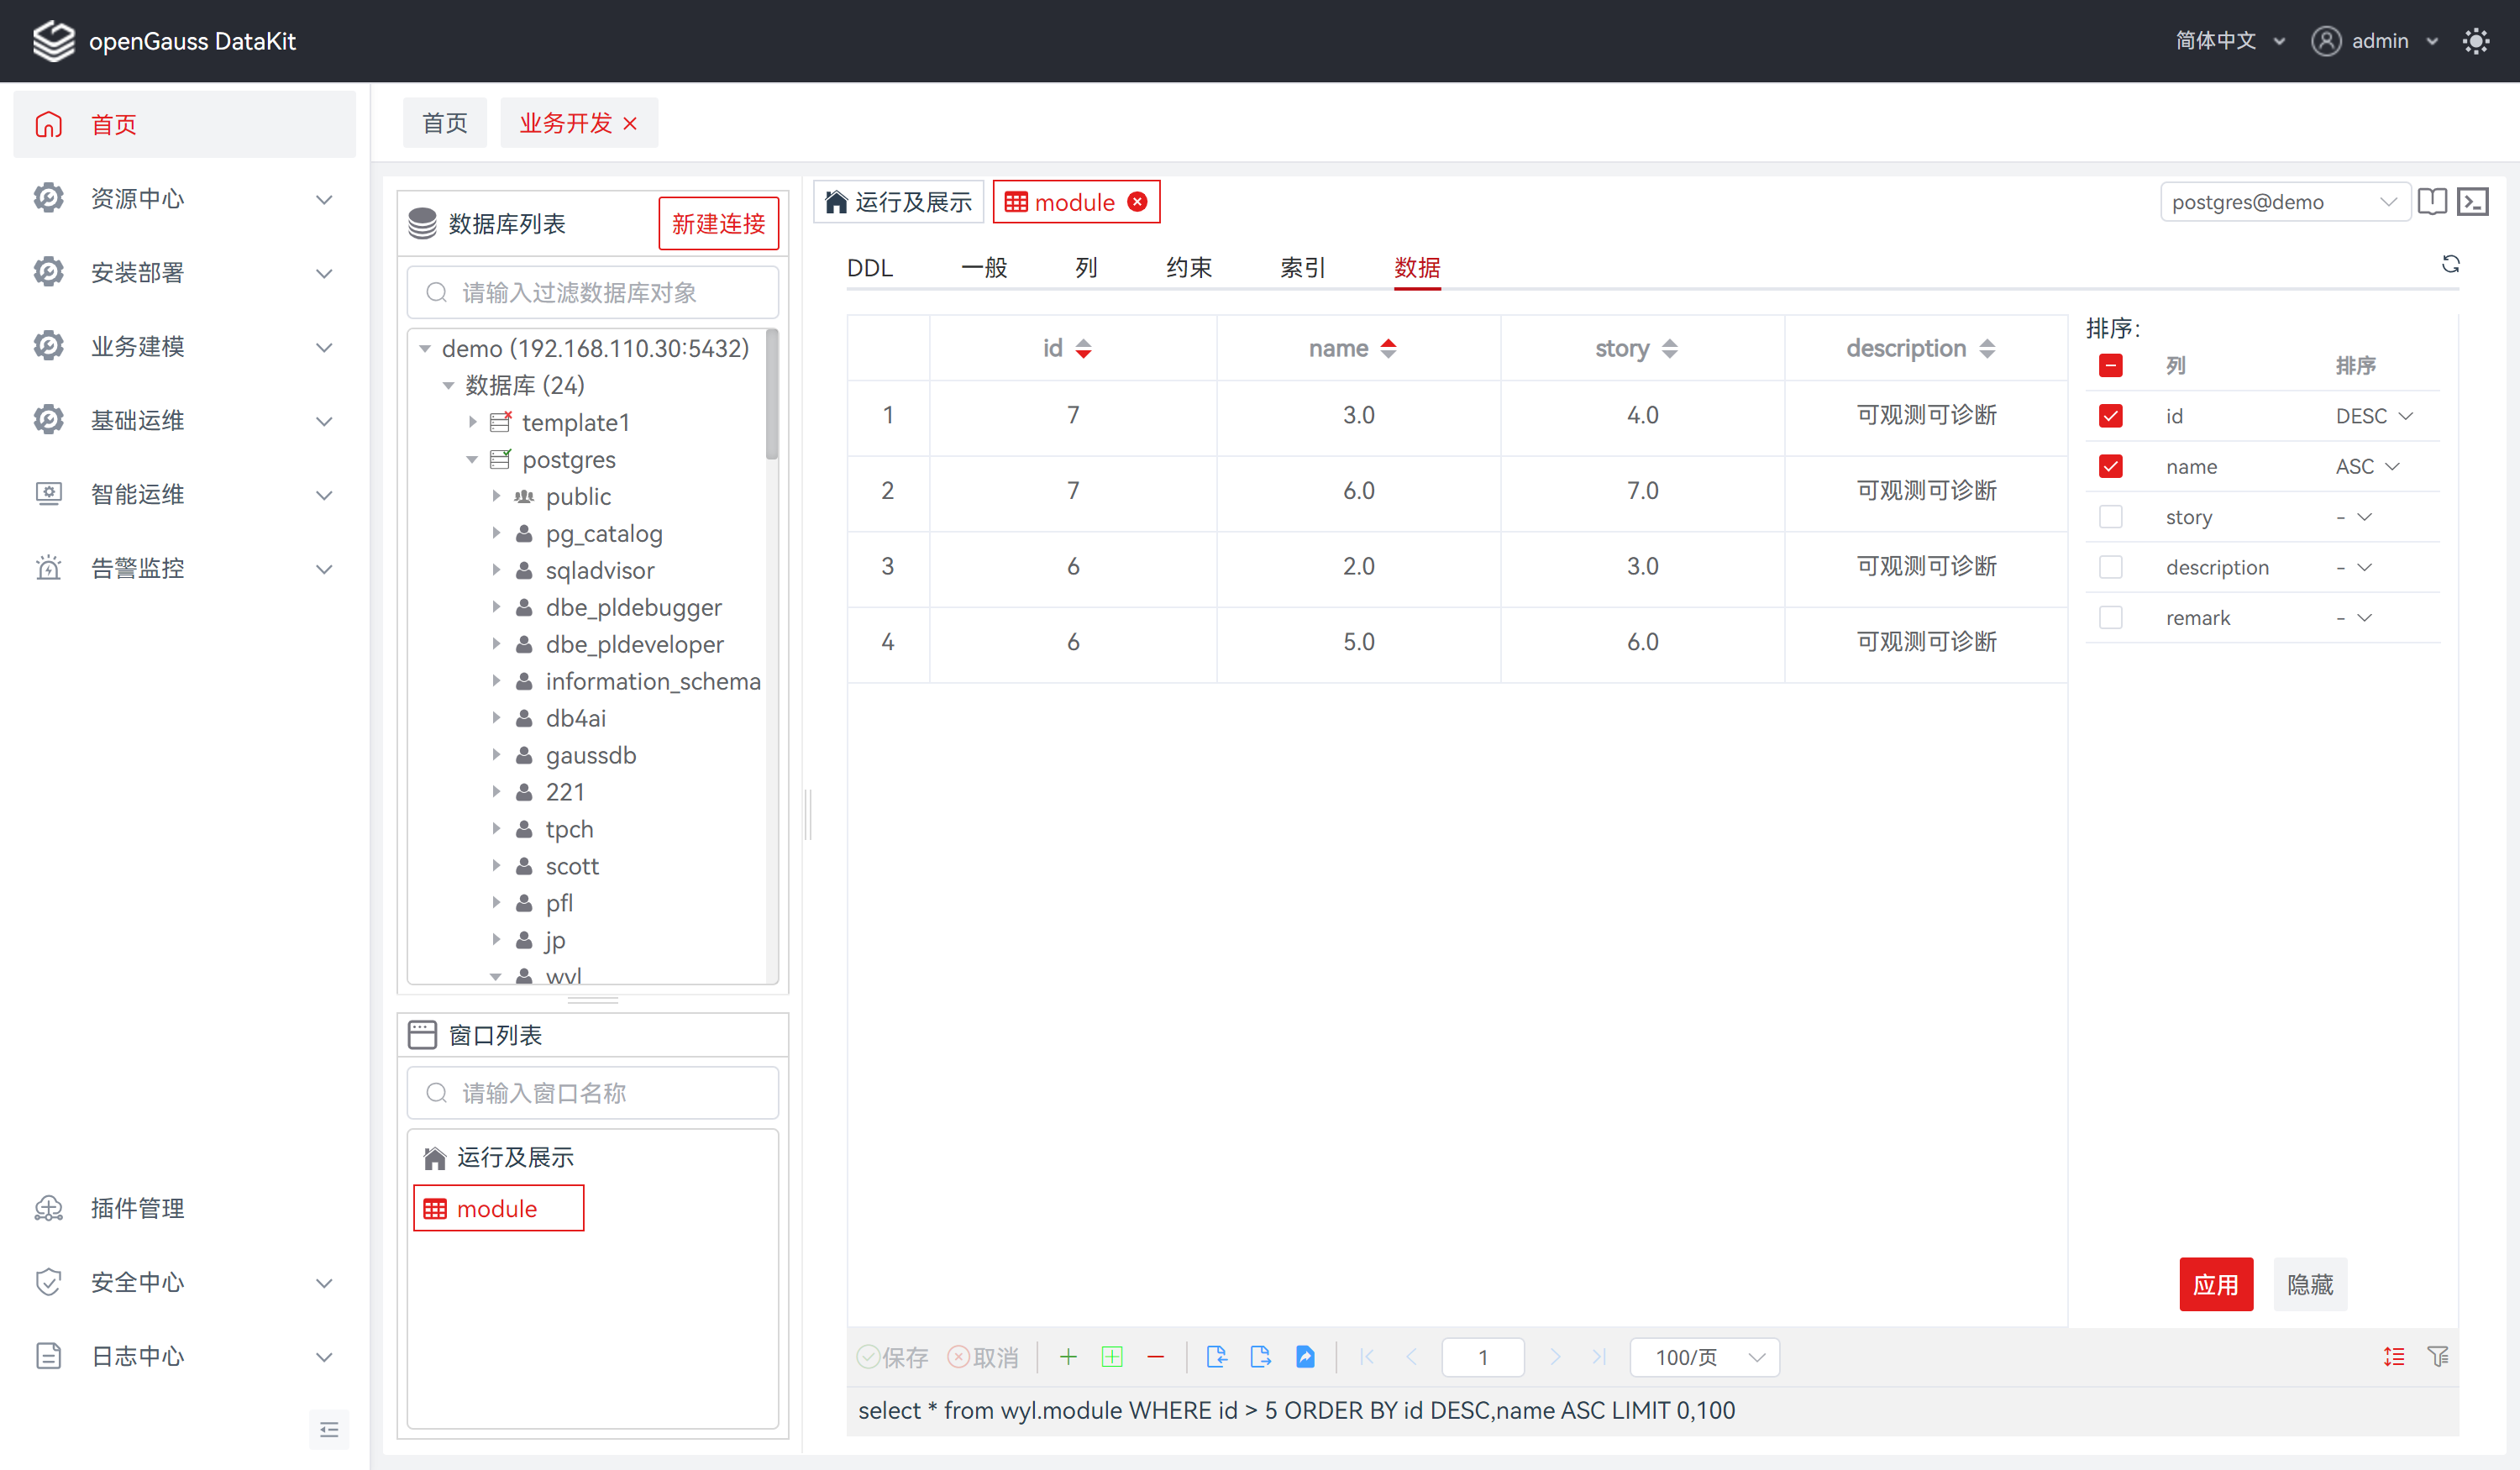 openGauss DataKit
简体中文
admin
首页
资源中心
安装部署
业务建模
基础运维
智能运维
告警监控
插件管理
安全中心
日志中心
首页
业务开发
数据库列表
新建连接
请输入过滤数据库对象
demo (192.168.110.30:5432)
数据库 (24)
template1
postgres
public
pg_catalog
sqladvisor
dbe_pldebugger
dbe_pldeveloper
information_schema
db4ai
gaussdb
221
tpch
scott
pfl
jp
wyl
窗口列表
请输入窗口名称
运行及展示
module
运行及展示
module
postgres@demo
DDL 一般 列 约束 索引 数据
id name story description
1 7 3.0 4.0 可观测可诊断
2 7 6.0 7.0 可观测可诊断
3 6 2.0 3.0 可观测可诊断
4 6 5.0 6.0 可观测可诊断
排序:
列 排序
id DESC
name ASC
story -
description -
remark -
应用 隐藏
保存 取消 1 100/页
select * from wyl.module WHERE id > 5 ORDER BY id DESC,name ASC LIMIT 0,100